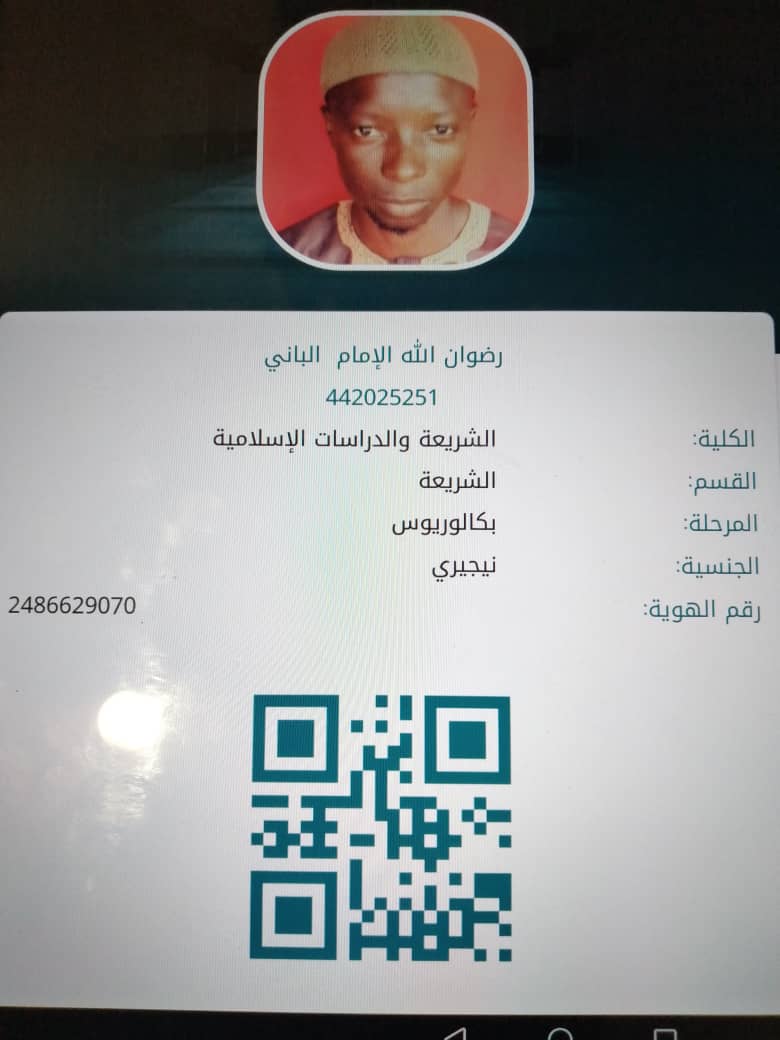 رضوان الله الإمام الباني
442025251
الكلية: الشريعة والدراسات الإسلامية
القسم: الشريعة
المرحلة: بكالوريوس
الجنسية: نيجيري
رقم الهوية: 2486629070